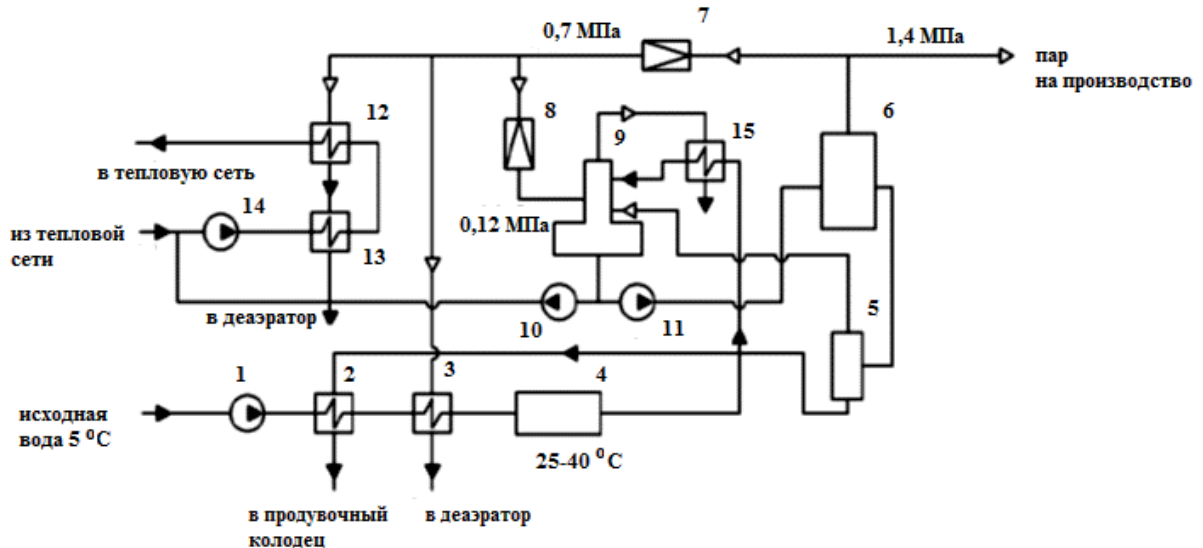 0,7 МПа
7
1,4 МПа
пар
на производство
12
8
9
15
6
в тепловую сеть
14
из тепловой
сети
0,12 МПа
13
в деаэратор
10
11
5
1
2
3
4
исходная
вода 5 ⁰С
25-40 ⁰С
в продувочный
колодец
в деаэратор